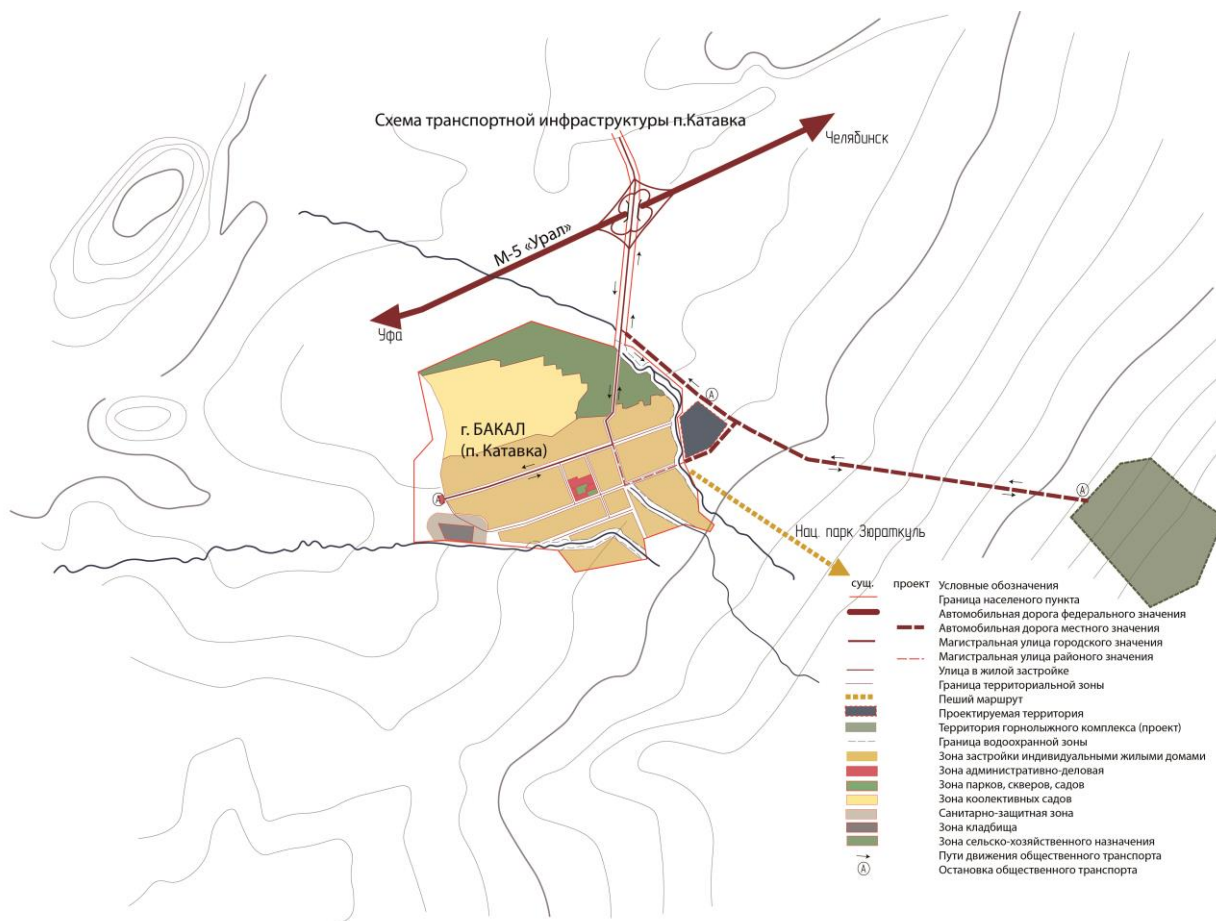 Схема транспортной инфраструктуры п.Катавка
Челябинск
М-5 «Урал»
Уфа
А
г. БАКАЛ
(п. Катавка)
А
А
Нац. парк Зюраткуль
сущ. проект Условные обозначения
Граница населеного пункта
Автомобильная дорога федерального значения
Автомобильная дорога местного значения
Магистральная улица городского значения
Магистральная улица районого значения
Улица в жилой застройке
Граница территориальной зоны
Пеший маршрут
Проектируемая территория
Территория горнолыжного комплекса (проект)
Граница водоохранной зоны
Зона застройки индивидуальными жилыми домами
Зона административно-деловая
Зона парков, скверов, садов
Зона коолективных садов
Санитарно-защитная зона
Зона кладбища
Зона сельско-хозяйственного назначения
Пути движения общественного транспорта
А Остановка общественного транспорта